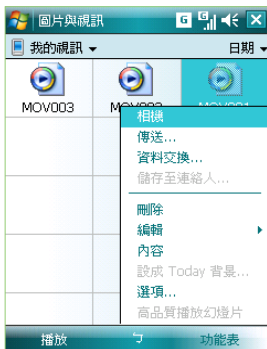 圖片與視訊 G G
我的視訊 日期
MOV003 MOV002 MOV001
相機
傳送...
資料交換...
儲存至連絡人...
刪除
編輯
內容
設成 Today 背景...
選項...
高品質播放幻燈片
播放 ㄅ 功能表